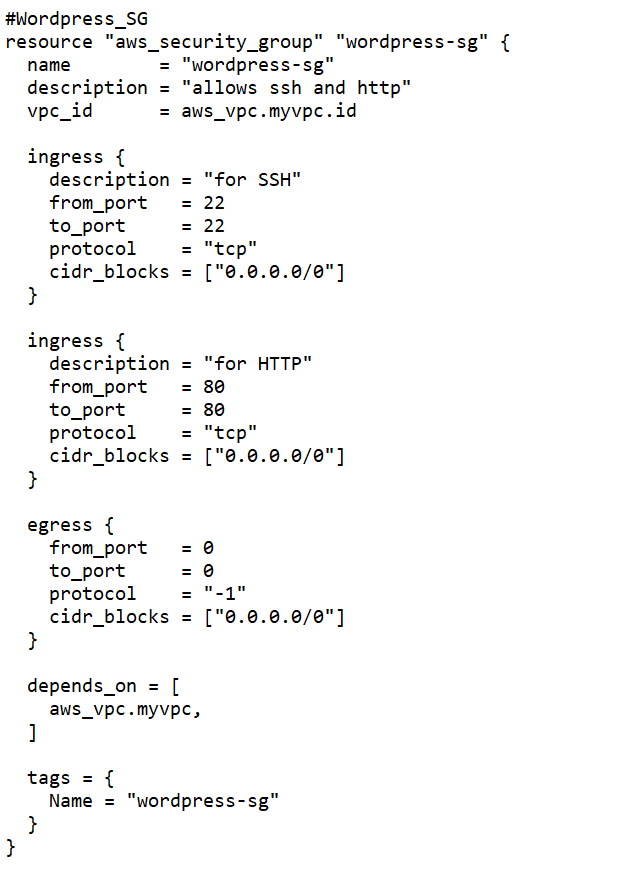 #Wordpress_SG
resource "aws_security_group" "wordpress-sg" {
  name        = "wordpress-sg"
  description = "allows ssh and http"
  vpc_id      = aws_vpc.myvpc.id

  ingress {
    description = "for SSH"
    from_port   = 22
    to_port     = 22
    protocol    = "tcp"
    cidr_blocks = ["0.0.0.0/0"]
  }

  ingress {
    description = "for HTTP"
    from_port   = 80
    to_port     = 80
    protocol    = "tcp"
    cidr_blocks = ["0.0.0.0/0"]
  }

  egress {
    from_port   = 0
    to_port     = 0
    protocol    = "-1"
    cidr_blocks = ["0.0.0.0/0"]
  }

  depends_on = [
    aws_vpc.myvpc,
  ]

  tags = {
    Name = "wordpress-sg"
  }
}